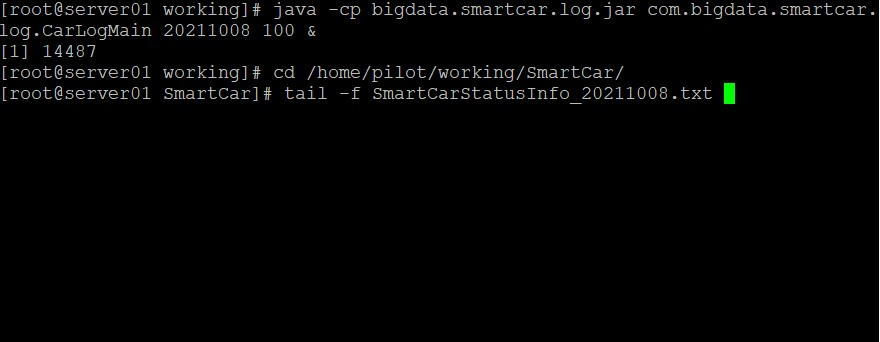 [root@server01 working]# java -cp bigdata.smartcar.log.jar com.bigdata.smartcar.
log.CarLogMain 20211008 100 &
[1] 14487
[root@server01 working]# cd /home/pilot/working/SmartCar/
[root@server01 SmartCar]# tail -f SmartCarStatusInfo_20211008.txt